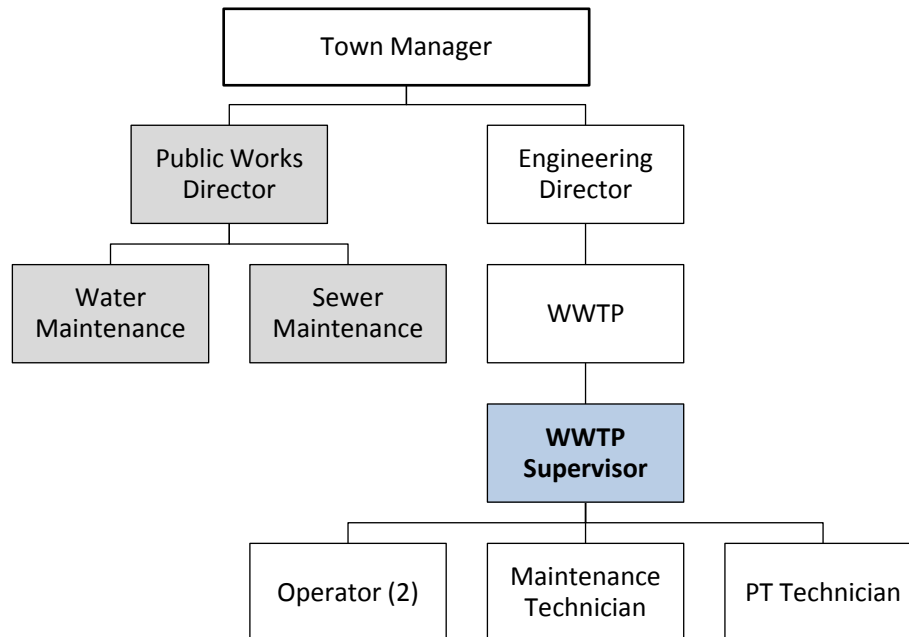 Town Manager
Public Works
Director
Engineering
Director
Water
Maintenance
Sewer
Maintenance
WWTP
WWTP
Supervisor
Operator (2)
Maintenance
Technician
PT Technician